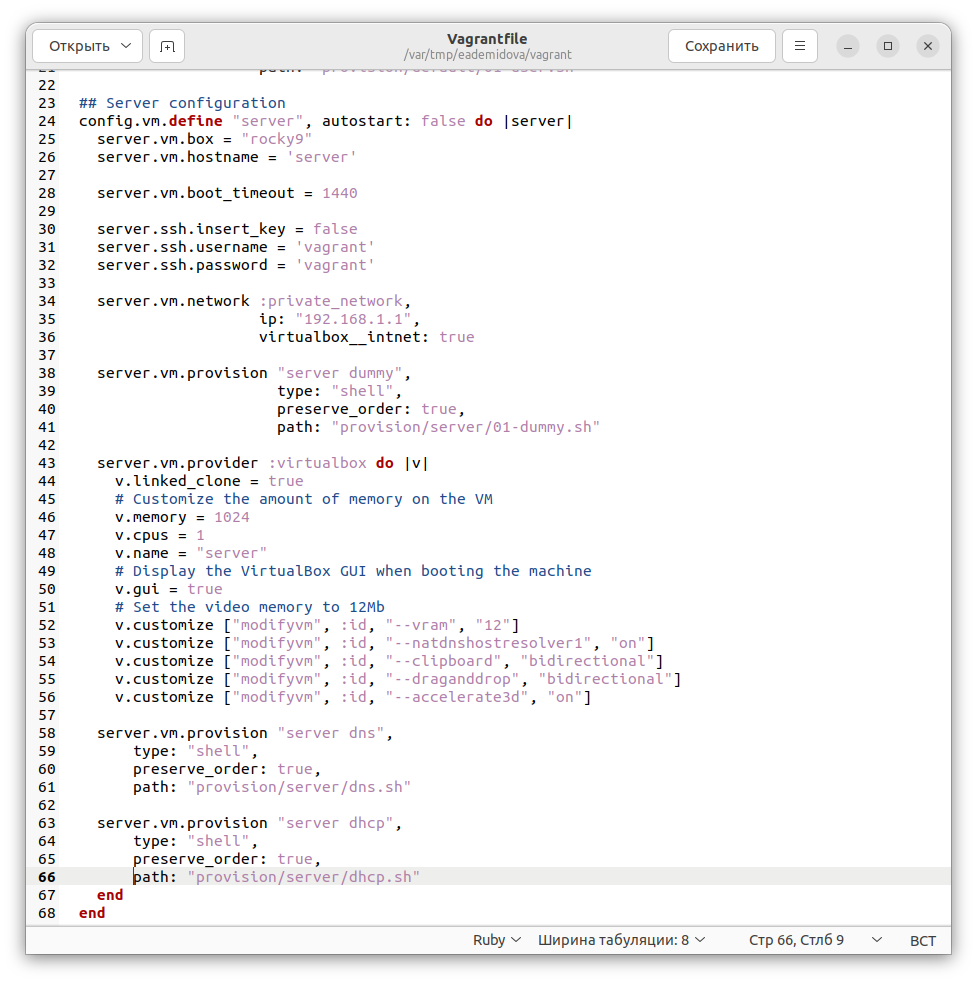 Открыть
Vagrantfile
/var/tmp/eademidova/vagrant
Сохранить
22
23 ## Server configuration
24 config.vm.define "server", autostart: false do |server|
25 server.vm.box = "rocky9"
26 server.vm.hostname = 'server'
27
28 server.vm.boot_timeout = 1440
29
30 server.ssh.insert_key = false
31 server.ssh.username = 'vagrant'
32 server.ssh.password = 'vagrant'
33
34 server.vm.network :private_network,
35 ip: "192.168.1.1",
36 virtualbox__intnet: true
37
38 server.vm.provision "server dummy",
39 type: "shell",
40 preserve_order: true,
41 path: "provision/server/01-dummy.sh"
42
43 server.vm.provider :virtualbox do |v|
44 v.linked_clone = true
45 # Customize the amount of memory on the VM
46 v.memory = 1024
47 v.cpus = 1
48 v.name = "server"
49 # Display the VirtualBox GUI when booting the machine
50 v.gui = true
51 # Set the video memory to 12Mb
52 v.customize ["modifyvm", :id, "--vram", "12"]
53 v.customize ["modifyvm", :id, "--natdnshostresolver1", "on"]
54 v.customize ["modifyvm", :id, "--clipboard", "bidirectional"]
55 v.customize ["modifyvm", :id, "--draganddrop", "bidirectional"]
56 v.customize ["modifyvm", :id, "--accelerate3d", "on"]
57
58 server.vm.provision "server dns",
59 type: "shell",
60 preserve_order: true,
61 path: "provision/server/dns.sh"
62
63 server.vm.provision "server dhcp",
64 type: "shell",
65 preserve_order: true,
66 path: "provision/server/dhcp.sh"
67 end
68 end
Ruby Ширина табуляции: 8 Стр 66, Стлб 9 ВСТ